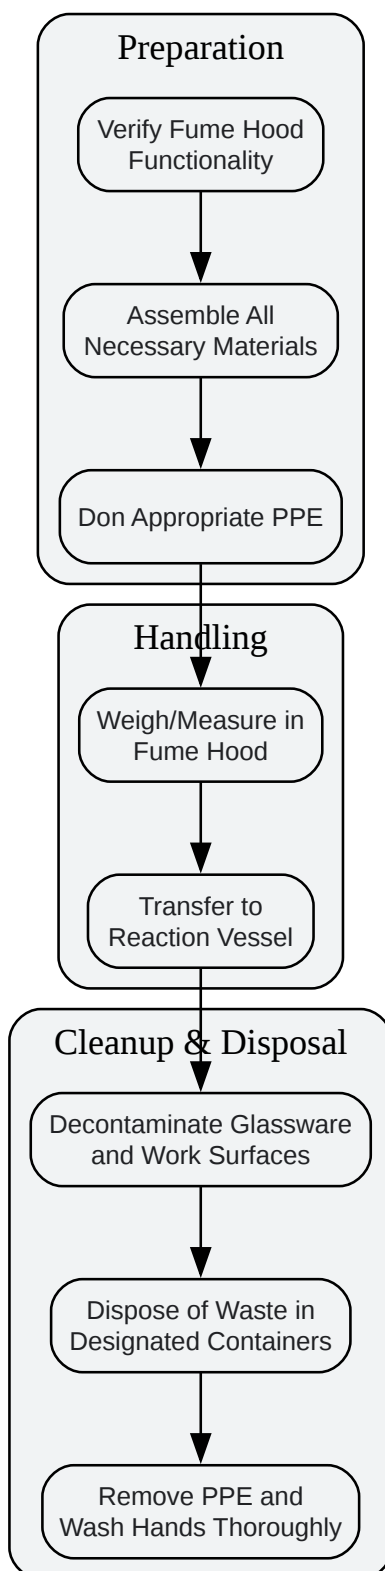 Preparation
Verify Fume Hood
Functionality
Assemble All
Necessary Materials
Don Appropriate PPE
Handling
Weigh/Measure in
Fume Hood
Transfer to
Reaction Vessel
Cleanup & Disposal
Decontaminate Glassware
and Work Surfaces
Dispose of Waste in
Designated Containers
Remove PPE and
Wash Hands Thoroughly